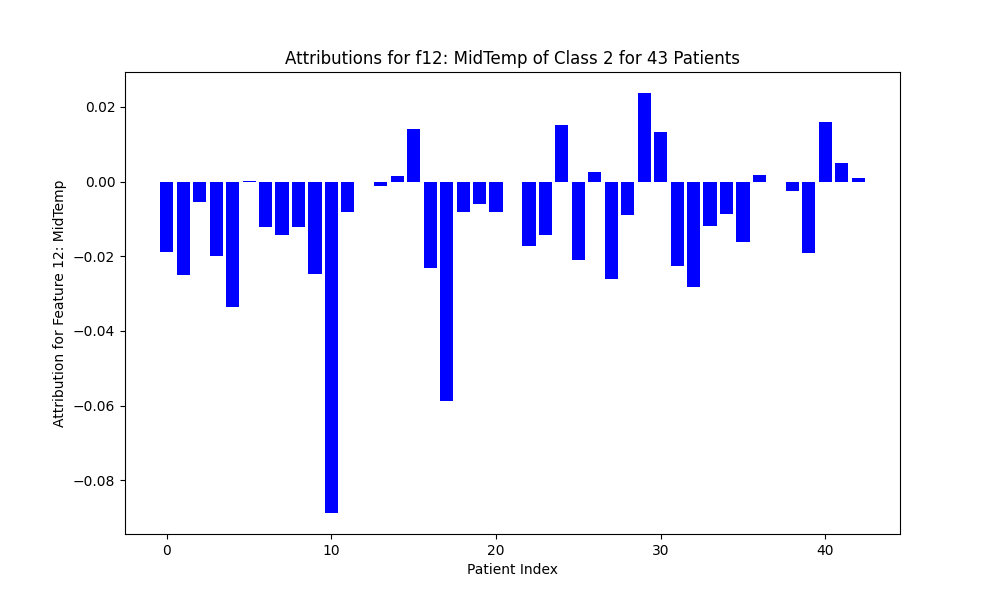 Attributions for f12: MidTemp of Class 2 for 43 Patients
Attribution for Feature 12: MidTemp
0.02
0.00
−0.02
−0.04
−0.06
−0.08
0 10 20 30 40
Patient Index